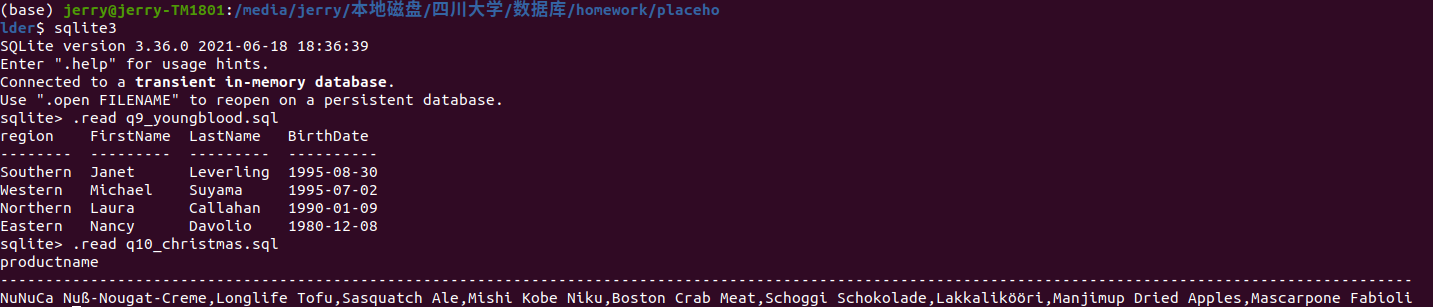 (base) jerry@jerry-TM1801:/media/jerry/本地磁盘/四川大学/数据库/homework/placeho
lder$ sqlite3
SQLite version 3.36.0 2021-06-18 18:36:39
Enter ".help" for usage hints.
Connected to a transient in-memory database.
Use ".open FILENAME" to reopen on a persistent database.
sqlite> .read q9_youngblood.sql
region    FirstName  LastName   BirthDate
--------  ---------  ---------  ----------
Southern  Janet      Leverling  1995-08-30
Western   Michael    Suyama     1995-07-02
Northern  Laura      Callahan   1990-01-09
Eastern   Nancy      Davolio    1980-12-08
sqlite> .read q10_christmas.sql
productname
-------------------------------------------------------------------------------------------------------------------------------------------------------------
NuNuCa Nuß-Nougat-Creme,Longlife Tofu,Sasquatch Ale,Mishi Kobe Niku,Boston Crab Meat,Schoggi Schokolade,Lakkalikööri,Manjimup Dried Apples,Mascarpone Fabioli